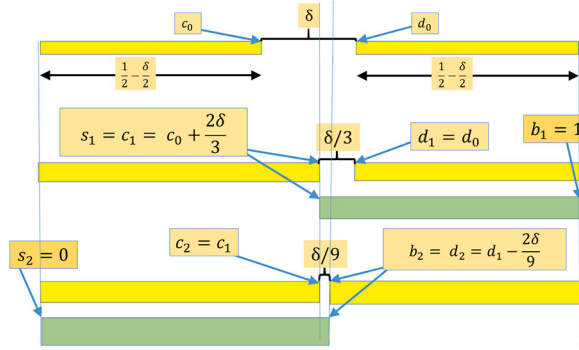 c₀ δ d₀
1/2 − δ/2 1/2 − δ/2
s₁ = c₁ = c₀ + 2δ/3 δ/3 d₁ = d₀ b₁ = 1
s₂ = 0 c₂ = c₁ δ/9 b₂ = d₂ = d₁ − 2δ/9